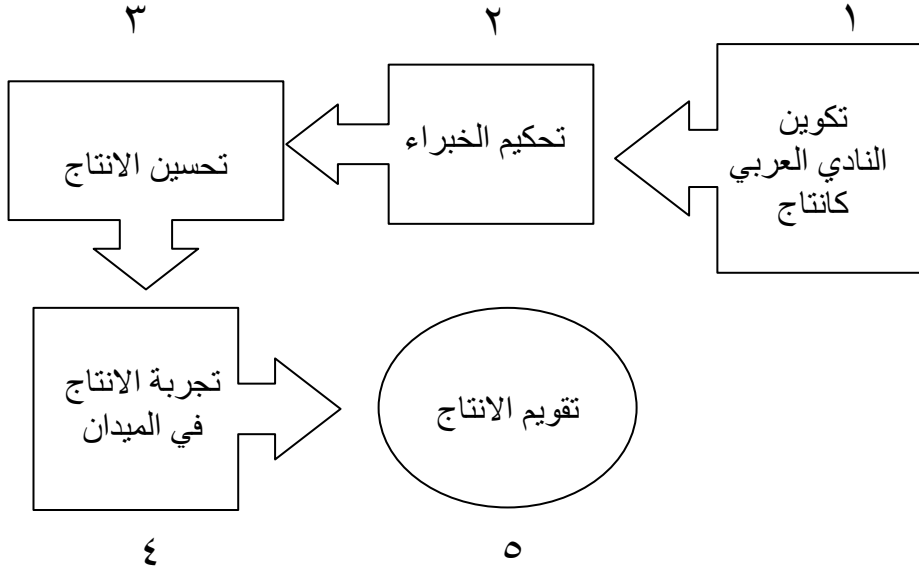 ١
تكوين
النادي العربي
كانتاج
٢
تحكيم الخبراء
٣
تحسين الانتاج
تجربة الانتاج
في الميدان
٤
تقويم الانتاج
٥